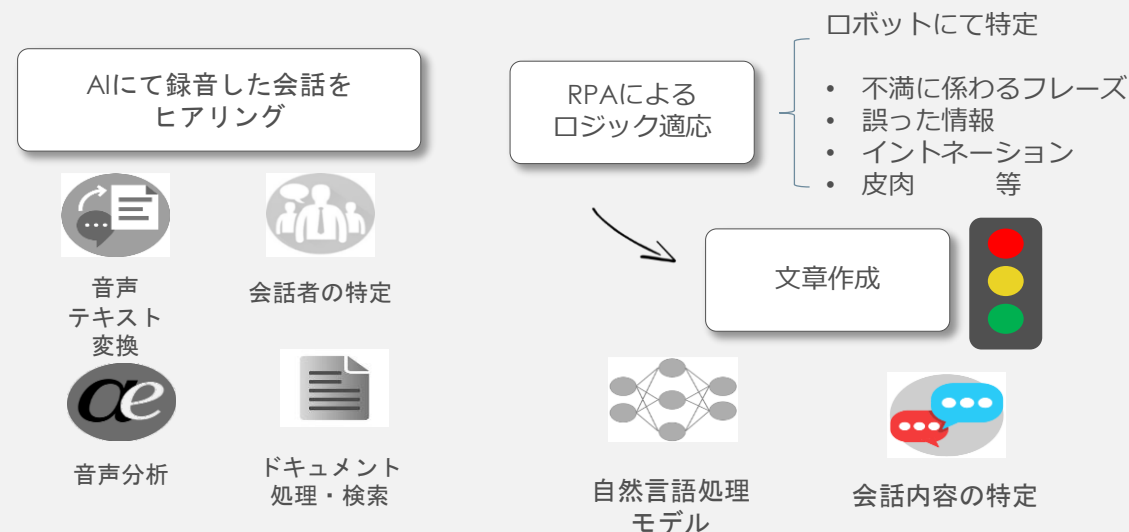 AIにて録音した会話を
ヒアリング
音声
テキスト
変換
会話者の特定
音声分析
ドキュメント
処理・検索
RPAによる
ロジック適応
ロボットにて特定
• 不満に係わるフレーズ
• 誤った情報
• イントネーション
• 皮肉 等
文章作成
自然言語処理
モデル
会話内容の特定